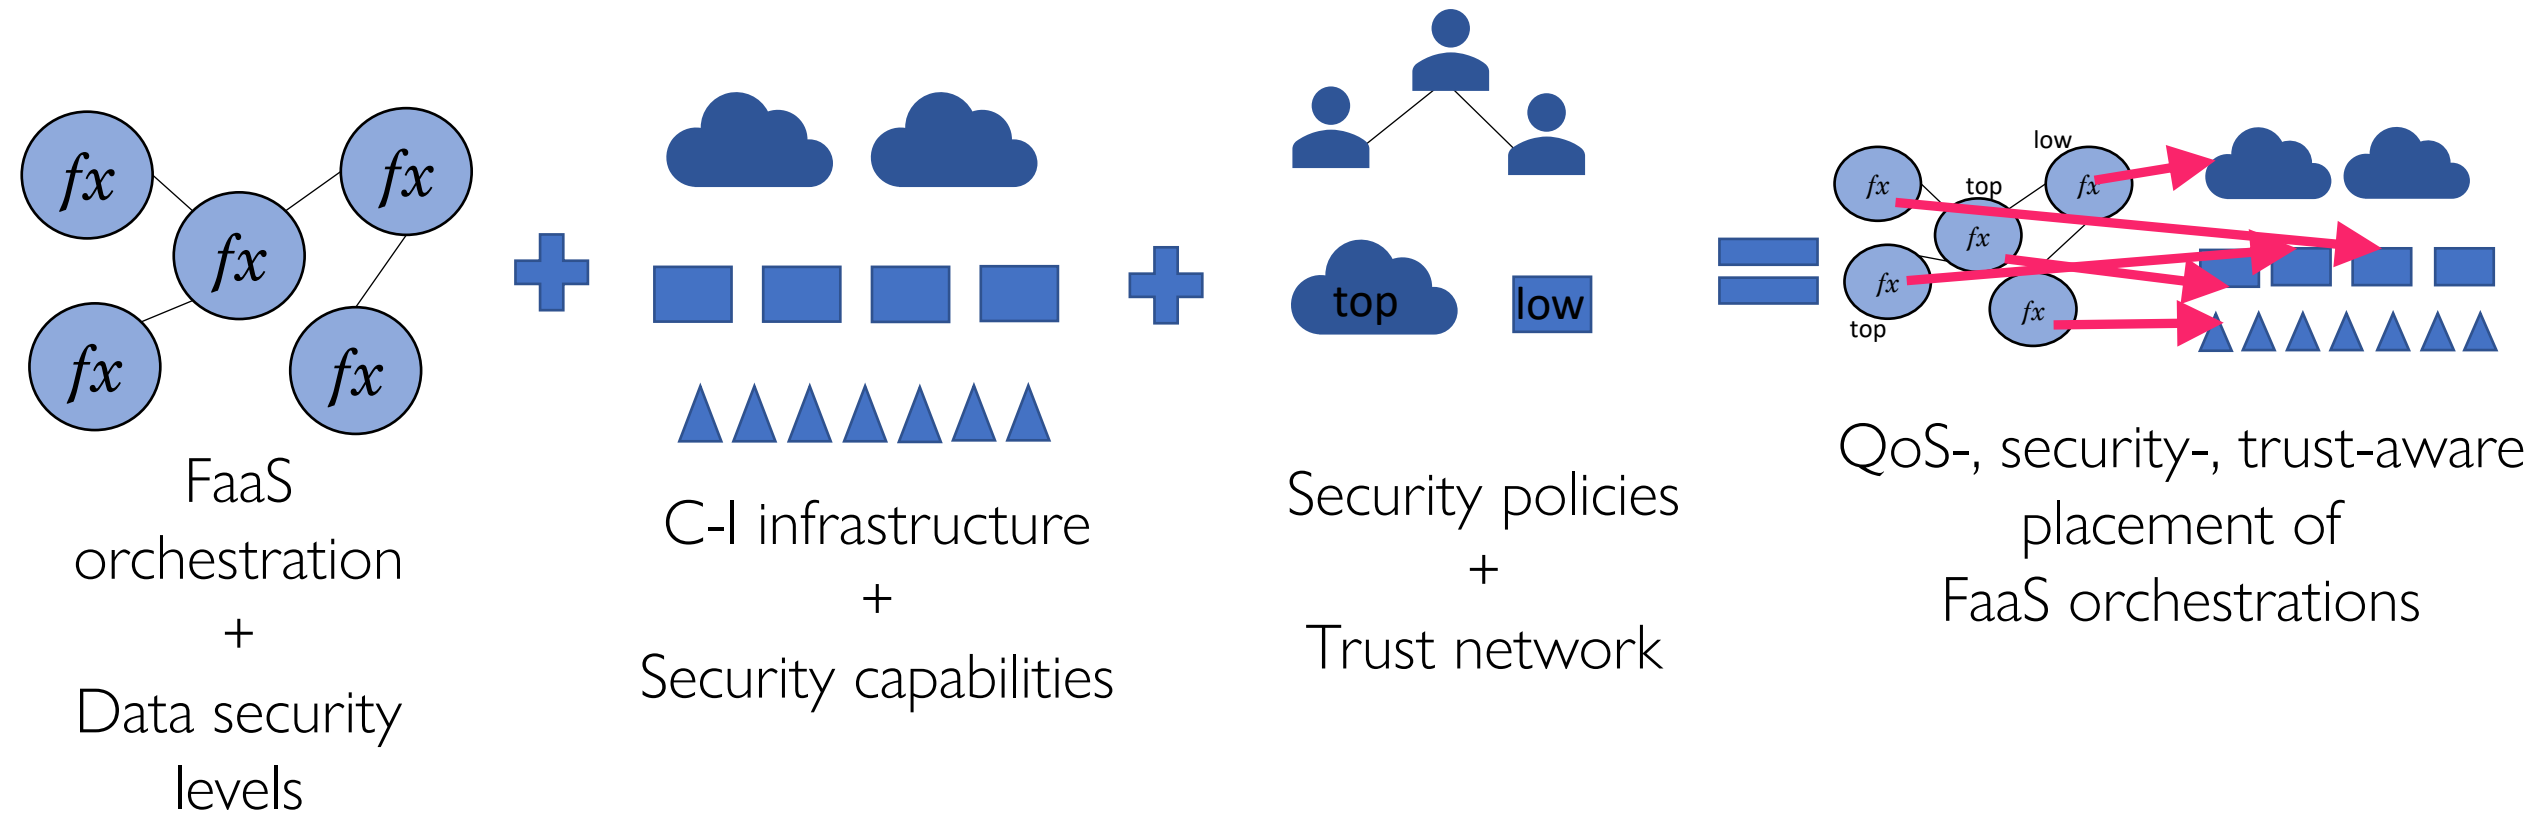 fx
fx
fx
fx
fx
FaaS
orchestration
+
Data security
levels
C-I infrastructure
+
Security capabilities
top
low
Security policies
+
Trust network
low
top
fx
fx
fx
fx
fx
top
QoS-, security-, trust-aware
placement of
FaaS orchestrations